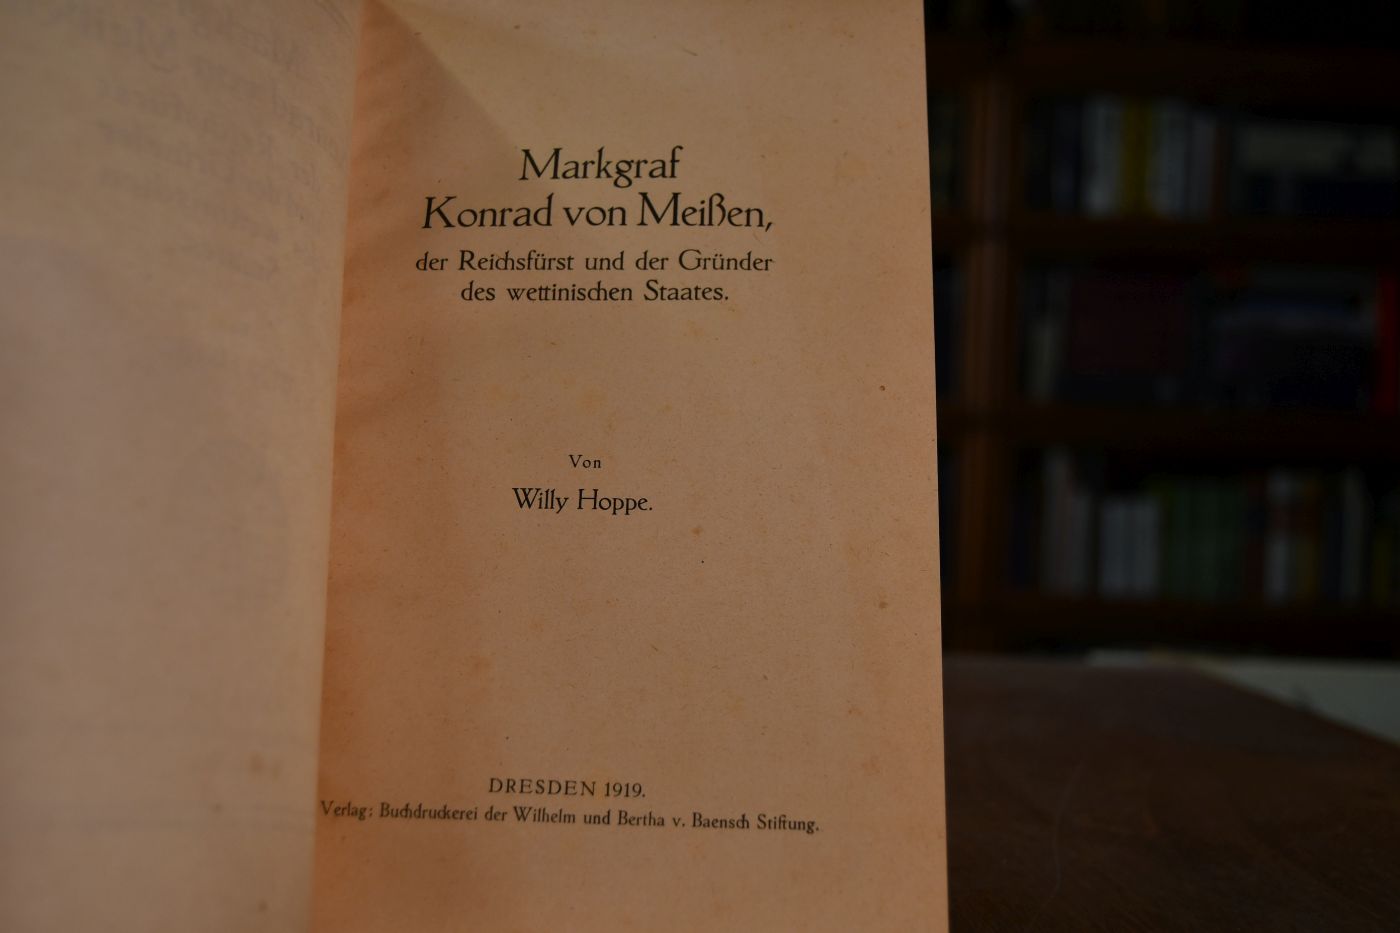 Markgraf
Konrad von Meißen,
der Reichsfürst und der Gründer
des wettinischen Staates.
Von
Willy Hoppe.
DRESDEN 1919.
Verlag: Buchdruckerei der Wilhelm und Bertha v. Baensch Stiftung.